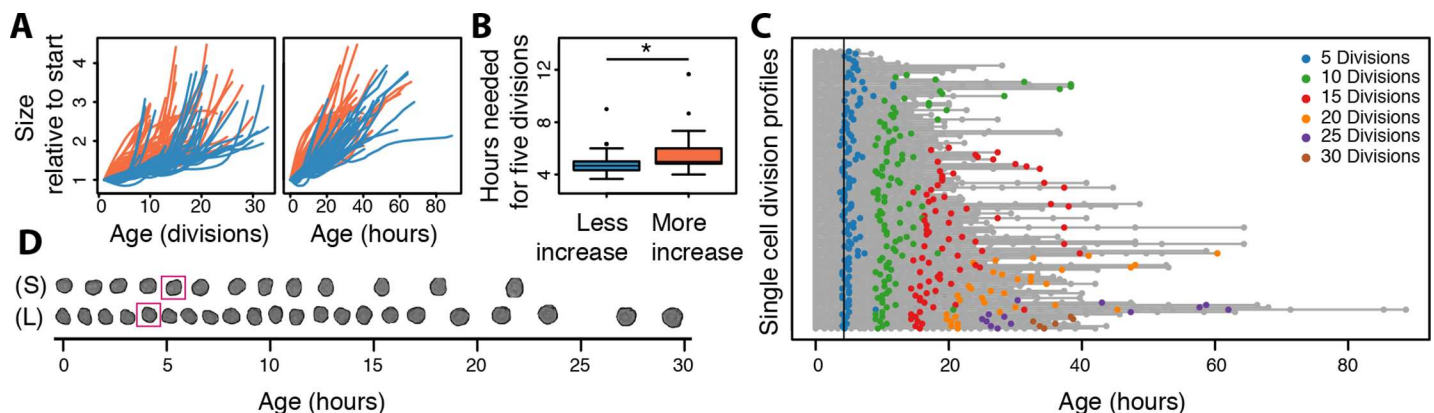 A
Size
relative to start
4
3
2
1
0 10 20 30
Age (divisions)
0 20 40 60 80
Age (hours)
B
Hours needed
for five divisions
12
8
4
*
Less
increase
More
increase
C
Single cell division profiles
5 Divisions
10 Divisions
15 Divisions
20 Divisions
25 Divisions
30 Divisions
0 20 40 60 80
Age (hours)
D
(S)
(L)
0 5 10 15 20 25 30
Age (hours)